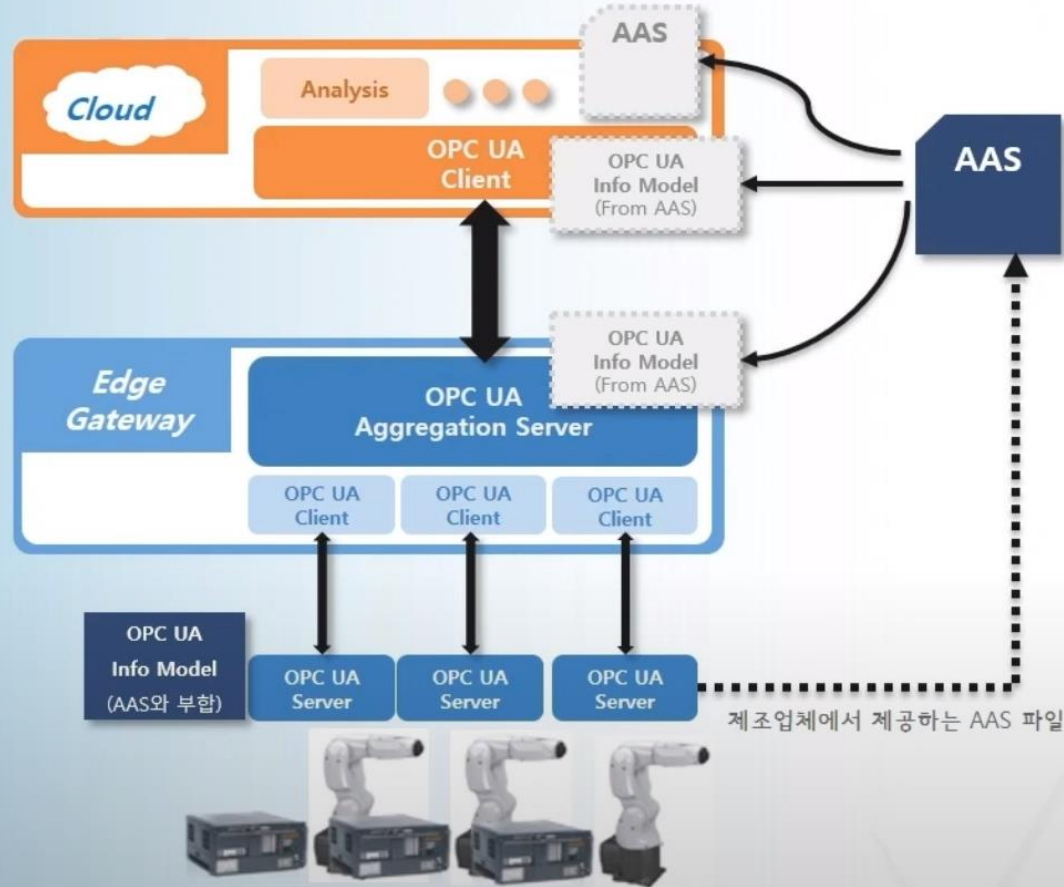 AAS
Cloud
Analysis
OPC UA
Client
OPC UA
Info Model
(From AAS)
AAS
OPC UA
Info Model
(From AAS)
Edge
Gateway
OPC UA
Aggregation Server
OPC UA
Client
OPC UA
Client
OPC UA
Client
OPC UA
Info Model
(AAS와 부합)
OPC UA
Server
OPC UA
Server
OPC UA
Server
제조업체에서 제공하는 AAS 파일